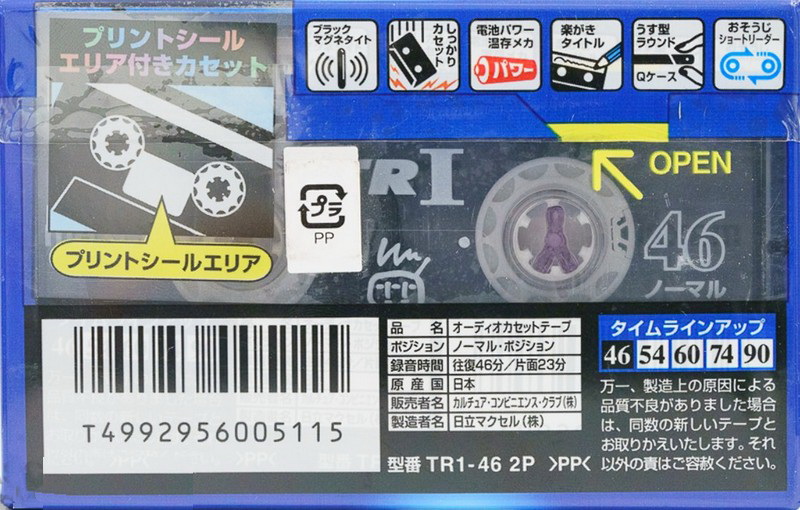 プリントシール
エリア付きカセット
ブラック
マグネタイト
しっかり
カセット
電池パワー
温存メカ
パワー
楽がき
タイトル
うす型
ラウンド
Qケース
おそうじ
ショートリーダー
プリントシールエリア
プラ
PP
TRI
OPEN
46
ノーマル
T4992956005115
品 名 オーディオカセットテープ
ポジション ノーマル・ポジション
録音時間 往復46分/片面23分
原産国 日本
販売者名 カルチュア・コンビニエンス・クラブ(株)
製造者名 日立マクセル(株)
型番 TR1-46 2P >PP<
タイムラインアップ
46 54 60 74 90
万一、製造上の原因による
品質不良がありました場合
は、同数の新しいテープと
お取りかえいたします。それ
以外の責はご容赦ください。